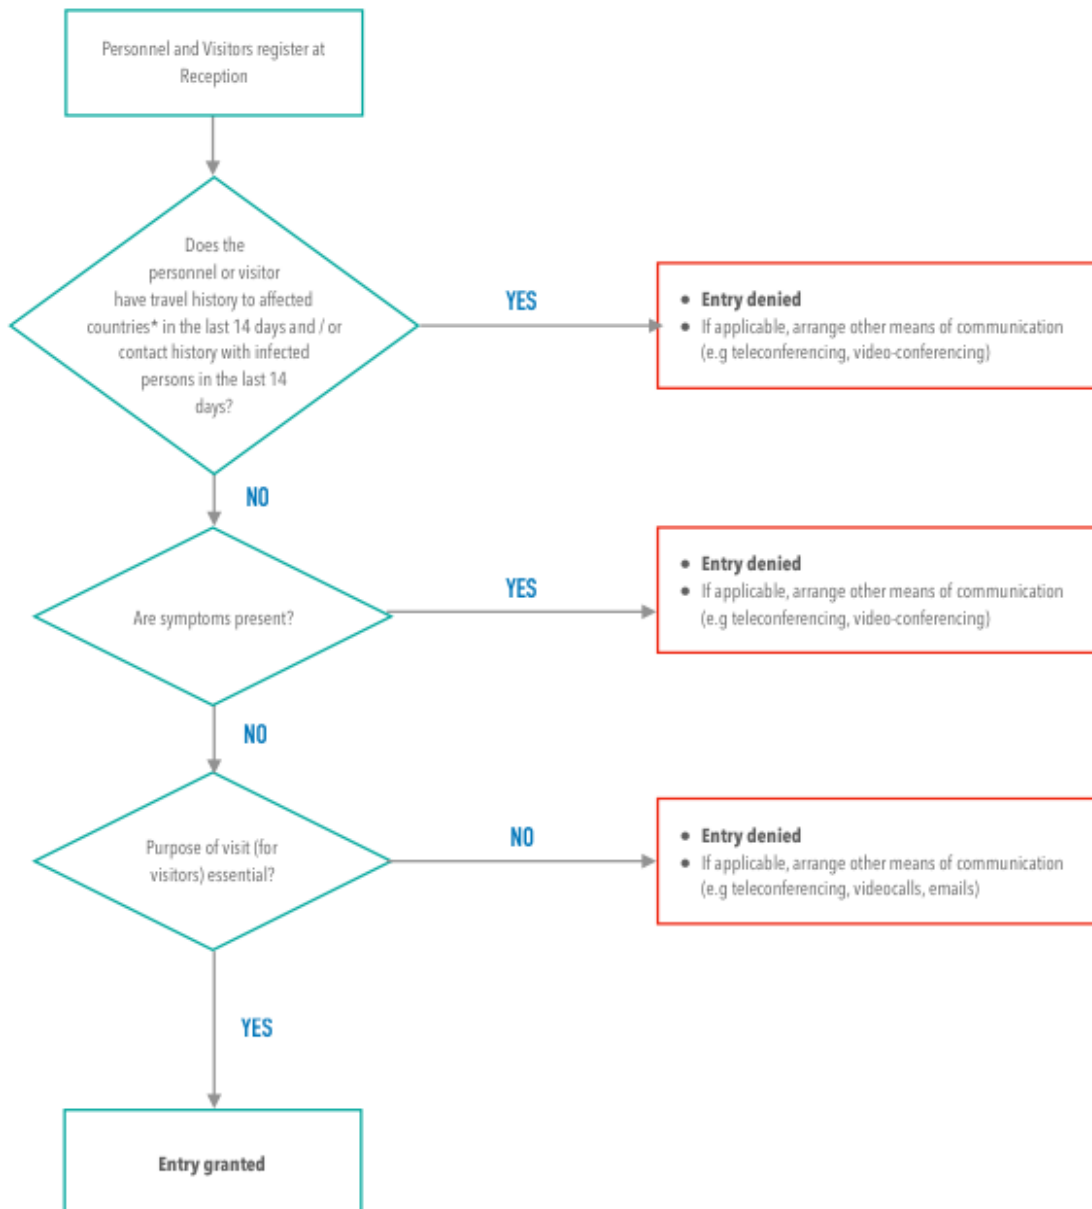 Personnel and Visitors register at
Reception
Does the
personnel or visitor
have travel history to affected
countries* in the last 14 days and / or
contact history with infected
persons in the last 14
days?
YES
● Entry denied
● If applicable, arrange other means of communication
(e.g teleconferencing, video-conferencing)
NO
Are symptoms present?
YES
● Entry denied
● If applicable, arrange other means of communication
(e.g teleconferencing, video-conferencing)
NO
Purpose of visit (for
visitors) essential?
NO
● Entry denied
● If applicable, arrange other means of communication
(e.g teleconferencing, videocalls, emails)
YES
Entry granted